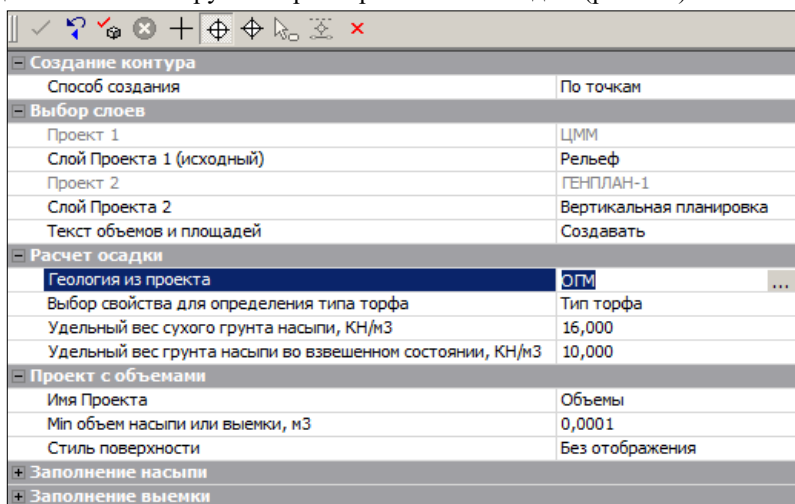 Создание контура
Способ создания По точкам
Выбор слоев
Проект 1 ЦММ
Слой Проекта 1 (исходный) Рельеф
Проект 2 ГЕНПЛАН-1
Слой Проекта 2 Вертикальная планировка
Текст объемов и площадей Создавать
Расчет осадки
Геология из проекта ОГМ ...
Выбор свойства для определения типа торфа Тип торфа
Удельный вес сухого грунта насыпи, КН/м3 16,000
Удельный вес грунта насыпи во взвешенном состоянии, КН/м3 10,000
Проект с объемами
Имя Проекта Объемы
Min объем насыпи или выемки, м3 0,0001
Стиль поверхности Без отображения
Заполнение насыпи
Заполнение выемки